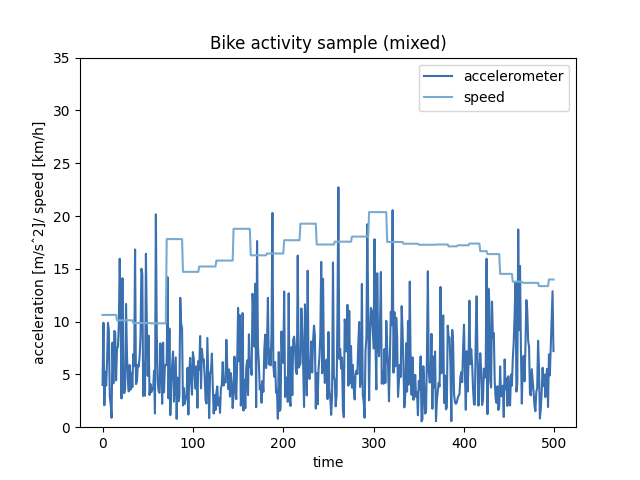 Bike activity sample (mixed)
accelerometer
speed
acceleration [m/s^2]/ speed [km/h]
35
30
25
20
15
10
5
0
0 100 200 300 400 500
time